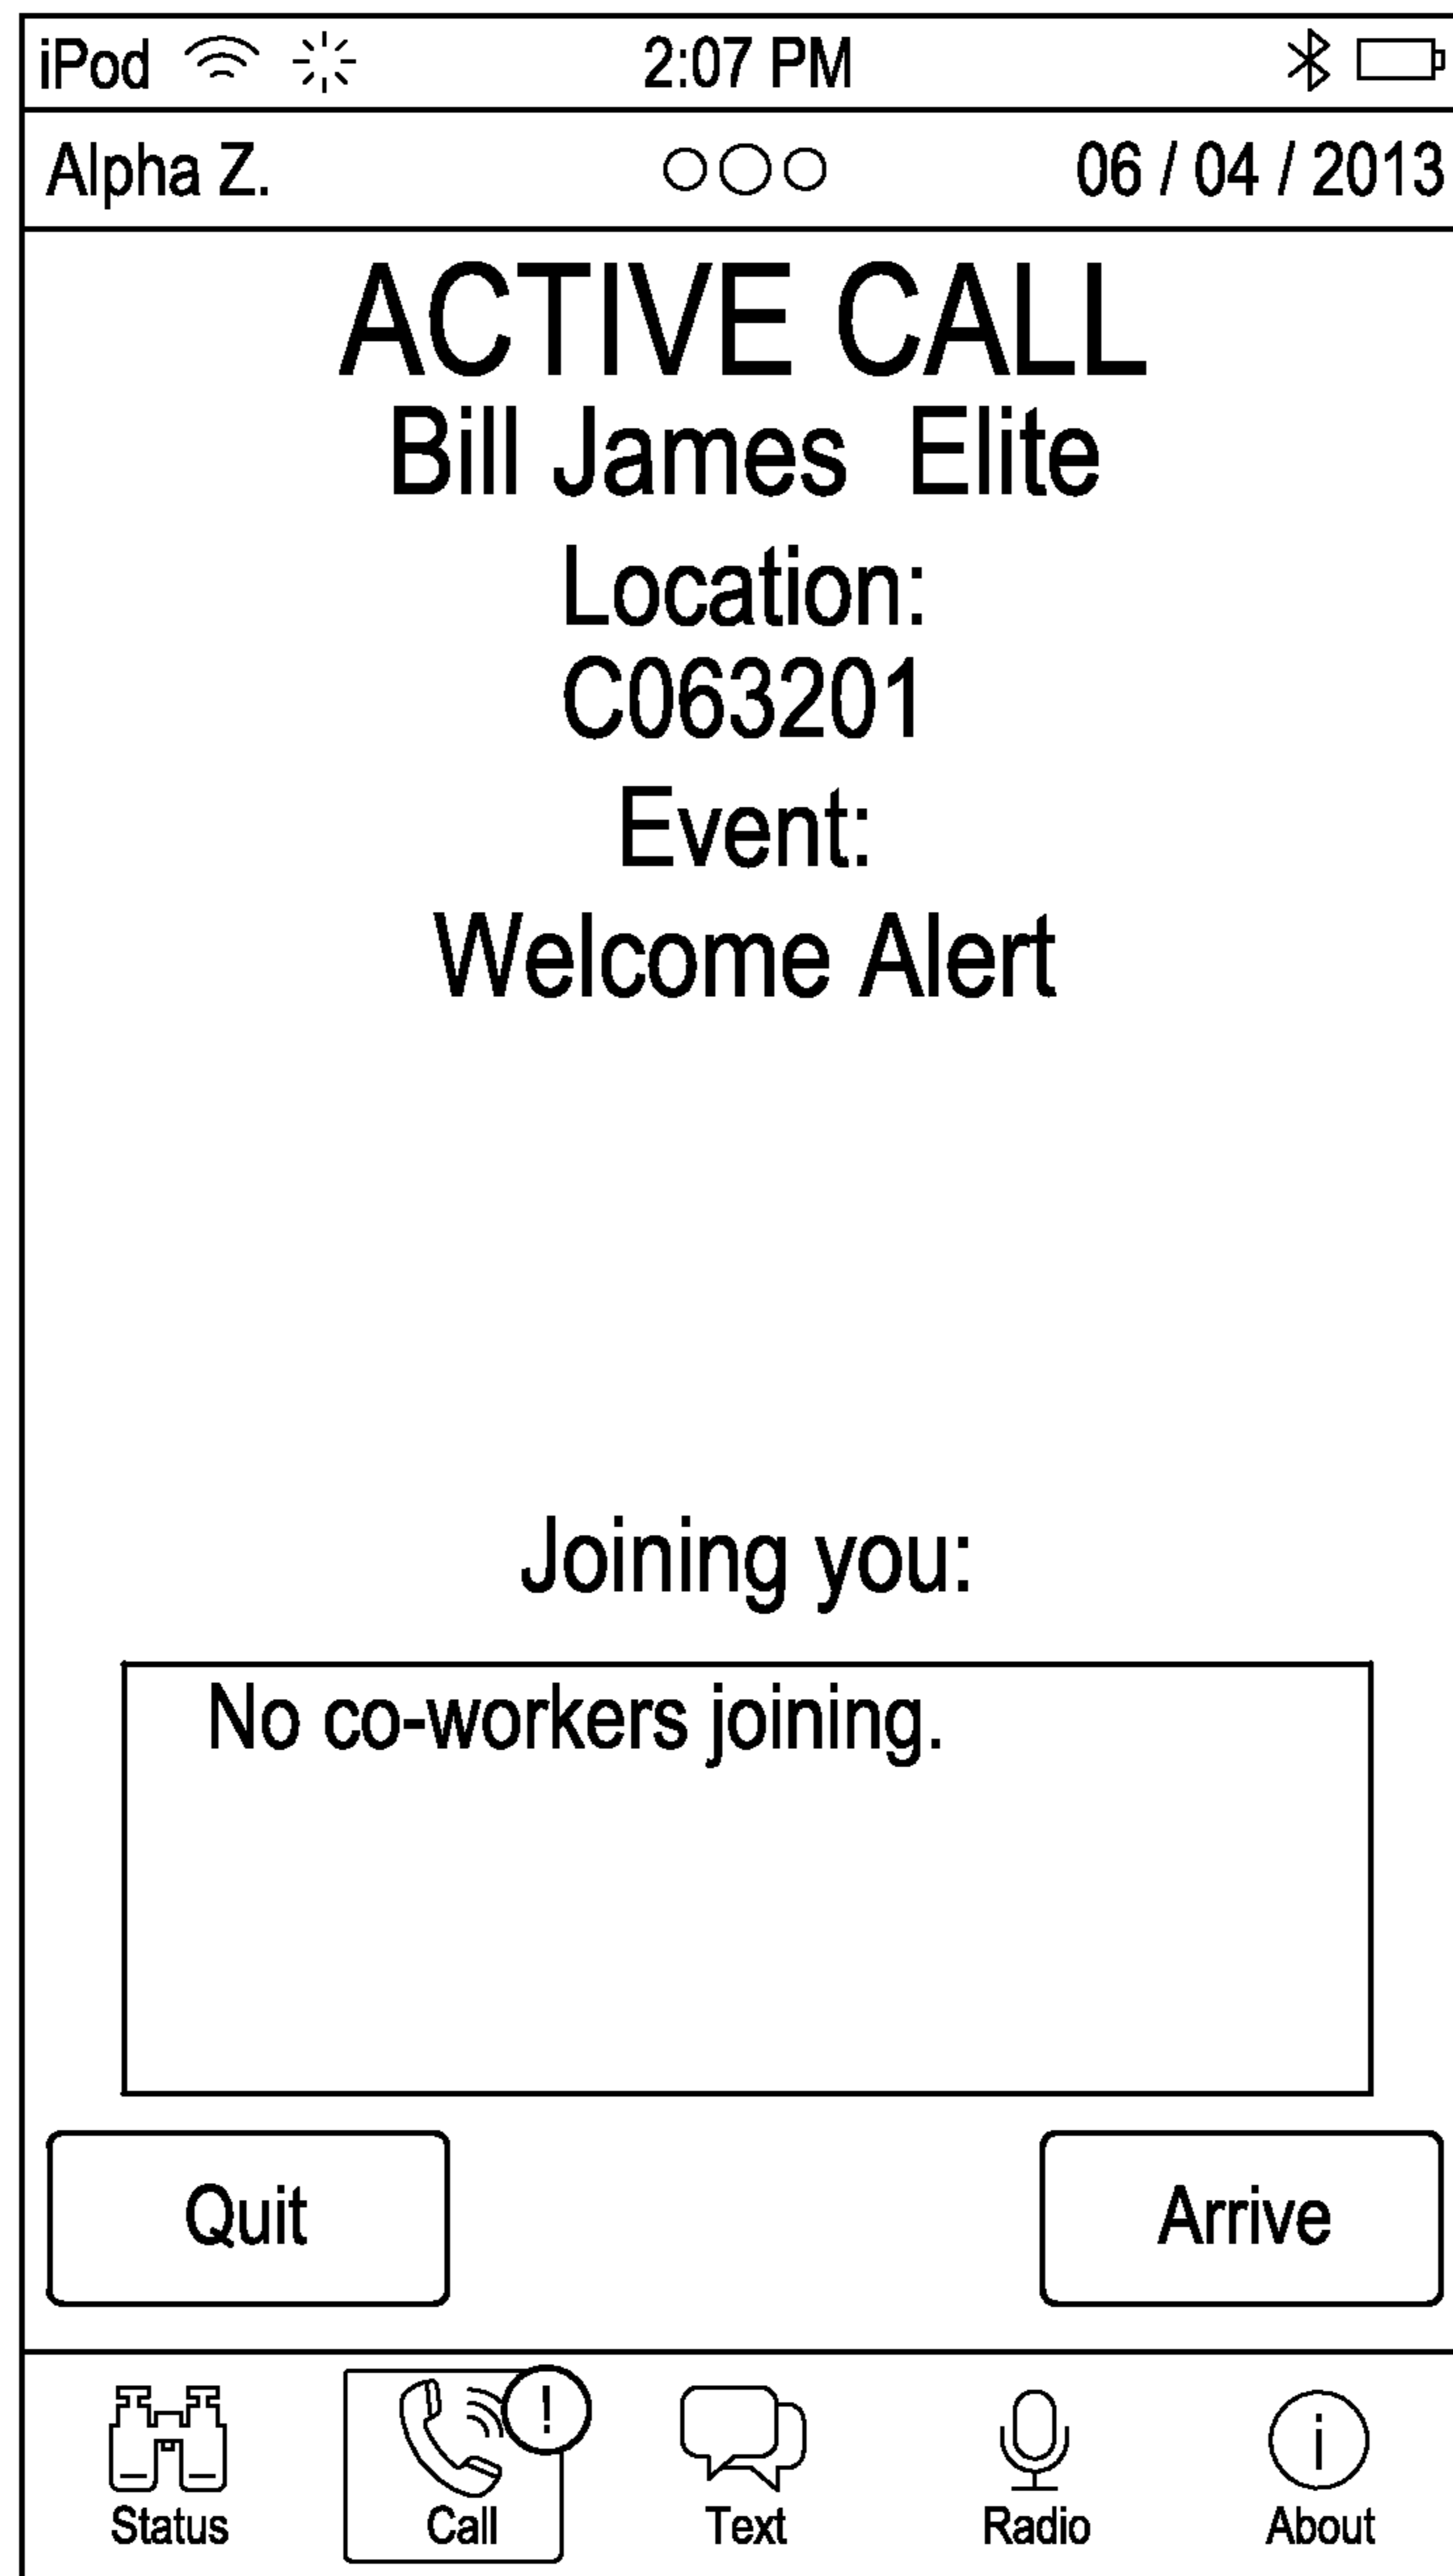 iPod 2:07 PM
Alpha Z. 06 / 04 / 2013
ACTIVE CALL
Bill James Elite
Location:
C063201
Event:
Welcome Alert
Joining you:
No co-workers joining.
Quit Arrive
!
i
Status Call Text Radio About